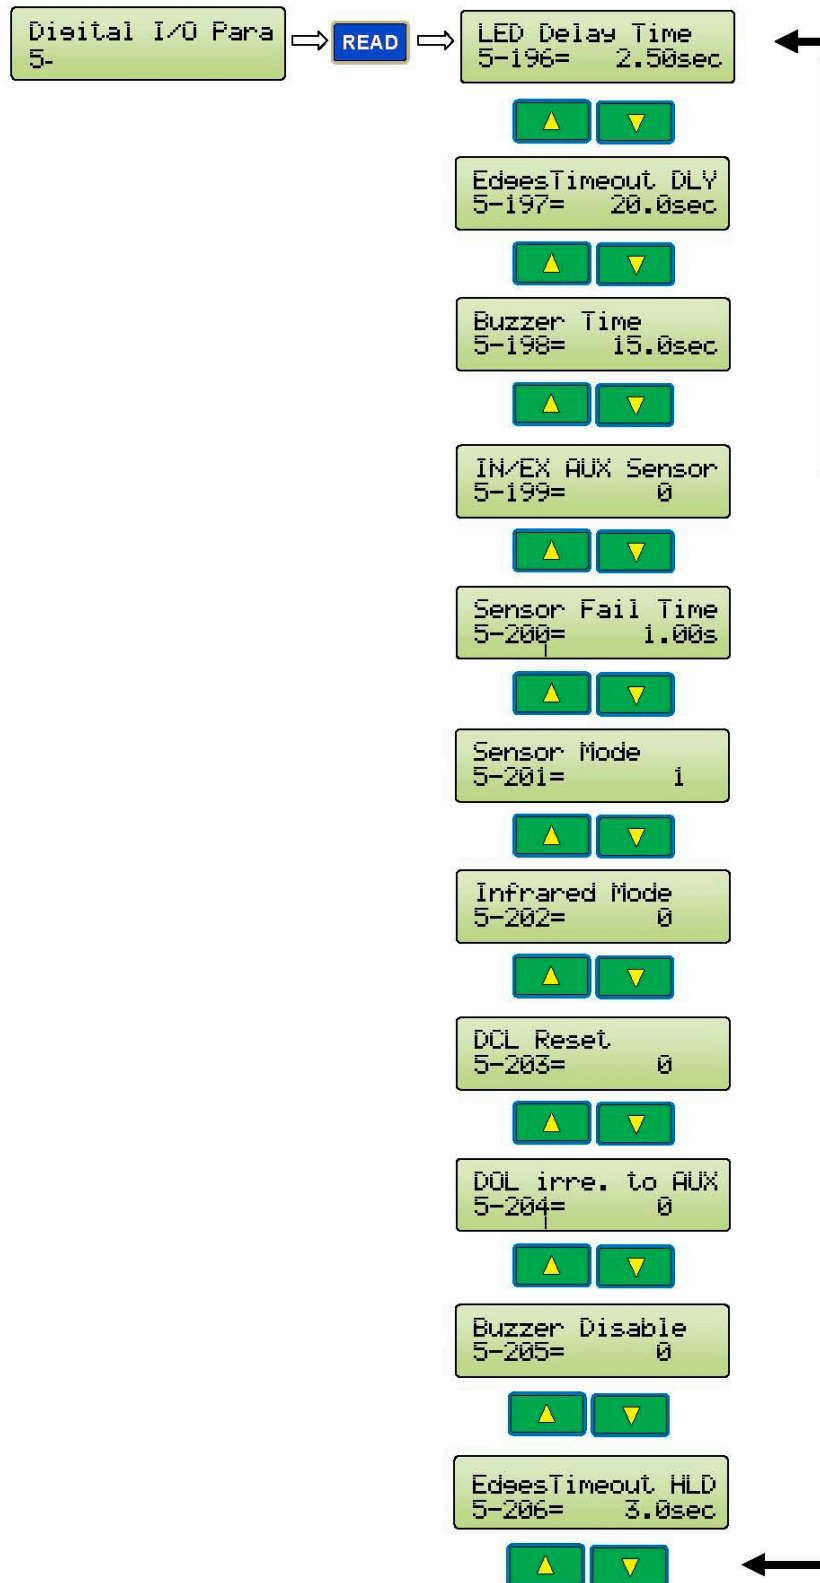 Digital I/O Para
5-
READ
LED Delay Time
5-196= 2.50sec
EdgesTimeout DLY
5-197= 20.0sec
Buzzer Time
5-198= 15.0sec
IN/EX AUX Sensor
5-199= 0
Sensor Fail Time
5-200= 1.00s
Sensor Mode
5-201= 1
Infrared Mode
5-202= 0
DCL Reset
5-203= 0
DOL irre. to AUX
5-204= 0
Buzzer Disable
5-205= 0
EdgesTimeout HLD
5-206= 3.0sec